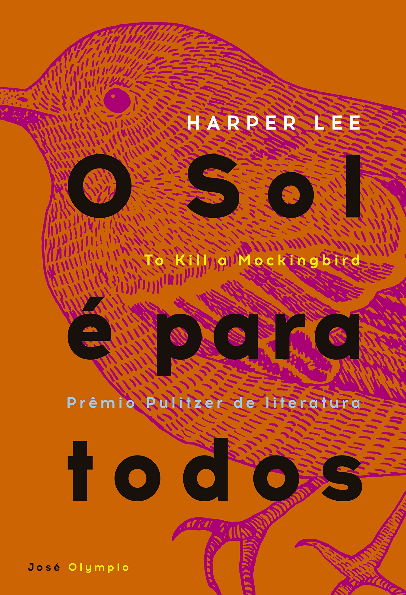 HARPER LEE
O Sol
To Kill a Mockingbird
é para
Prêmio Pulitzer de literatura
todos
José Olympio